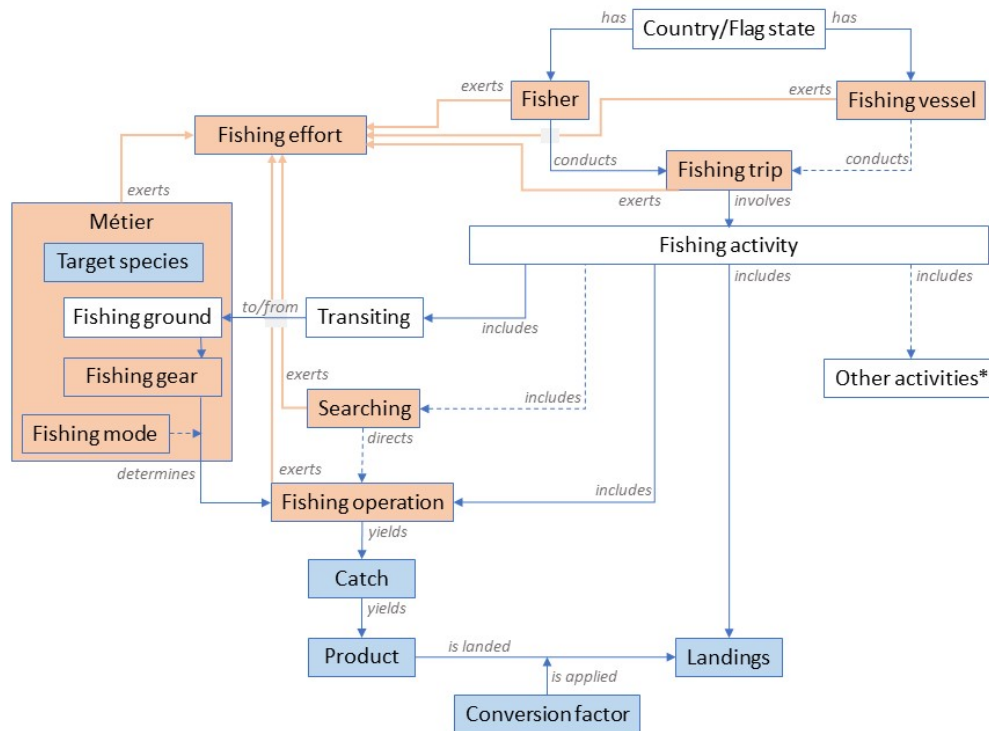 has
Country/Flag state
has
exerts
Fisher
exerts
Fishing vessel
Fishing effort
conducts
Fishing trip
conducts
exerts
exerts
involves
Métier
Fishing activity
Target species
includes
includes
to/from
Fishing ground
Transiting
includes
Fishing gear
exerts
Other activities*
Searching
includes
Fishing mode
directs
determines
exerts
includes
Fishing operation
yields
Catch
yields
Product
is landed
Landings
is applied
Conversion factor